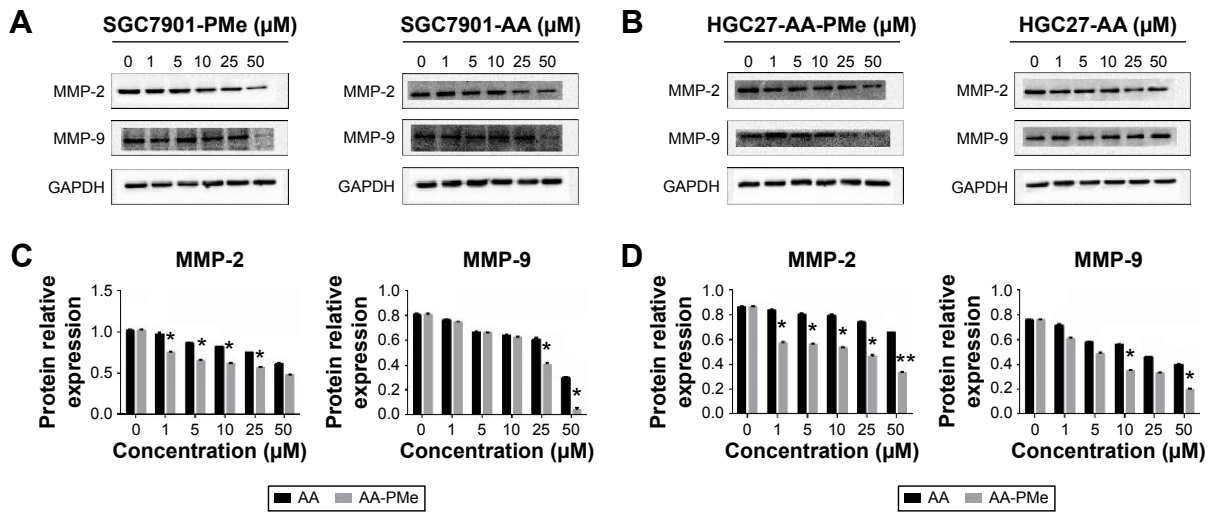 A
SGC7901-PMe (µM)
0 1 5 10 25 50
MMP-2
MMP-9
GAPDH
SGC7901-AA (µM)
0 1 5 10 25 50
MMP-2
MMP-9
GAPDH
B
HGC27-AA-PMe (µM)
0 1 5 10 25 50
MMP-2
MMP-9
GAPDH
HGC27-AA (µM)
0 1 5 10 25 50
C
MMP-2
Protein relative
expression
1.5
1.0
0.5
0.0
* * * *
0 1 5 10 25 50
Concentration (µM)
MMP-9
Protein relative
expression
1.0
0.8
0.6
0.4
0.2
0.0
* *
0 1 5 10 25 50
Concentration (µM)
AA AA-PMe
D
MMP-2
Protein relative
expression
1.0
0.8
0.6
0.4
0.2
0.0
* * * * **
0 1 5 10 25 50
Concentration (µM)
MMP-9
Protein relative
expression
1.0
0.8
0.6
0.4
0.2
0.0
* *
0 1 5 10 25 50
Concentration (µM)
AA AA-PMe